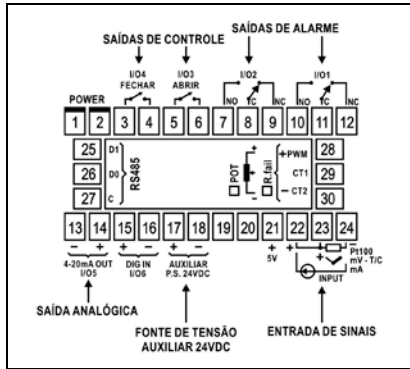 SAÍDAS DE CONTROLE
SAÍDAS DE ALARME
I/O4
FECHAR
I/O3
ABRIR
I/O2
I/O1
POWER
NO C NC
NO C NC
1 2 3 4 5 6 7 8 9 10 11 12
25 D1
26 D0
27 C
RS485
POT
+
-
R.fail
+PWM 28
CT1 29
- CT2 30
13 14 15 16 17 18 19 20 21 22 23 24
- +
4-20mA OUT
I/O5
+ -
DIG IN
I/O6
+ -
AUXILIAR
P.S. 24VDC
+
5V
+ -
+
Pt100
mV - T/C
mA
INPUT
SAÍDA ANALÓGICA
FONTE DE TENSÃO
AUXILIAR 24VDC
ENTRADA DE SINAIS